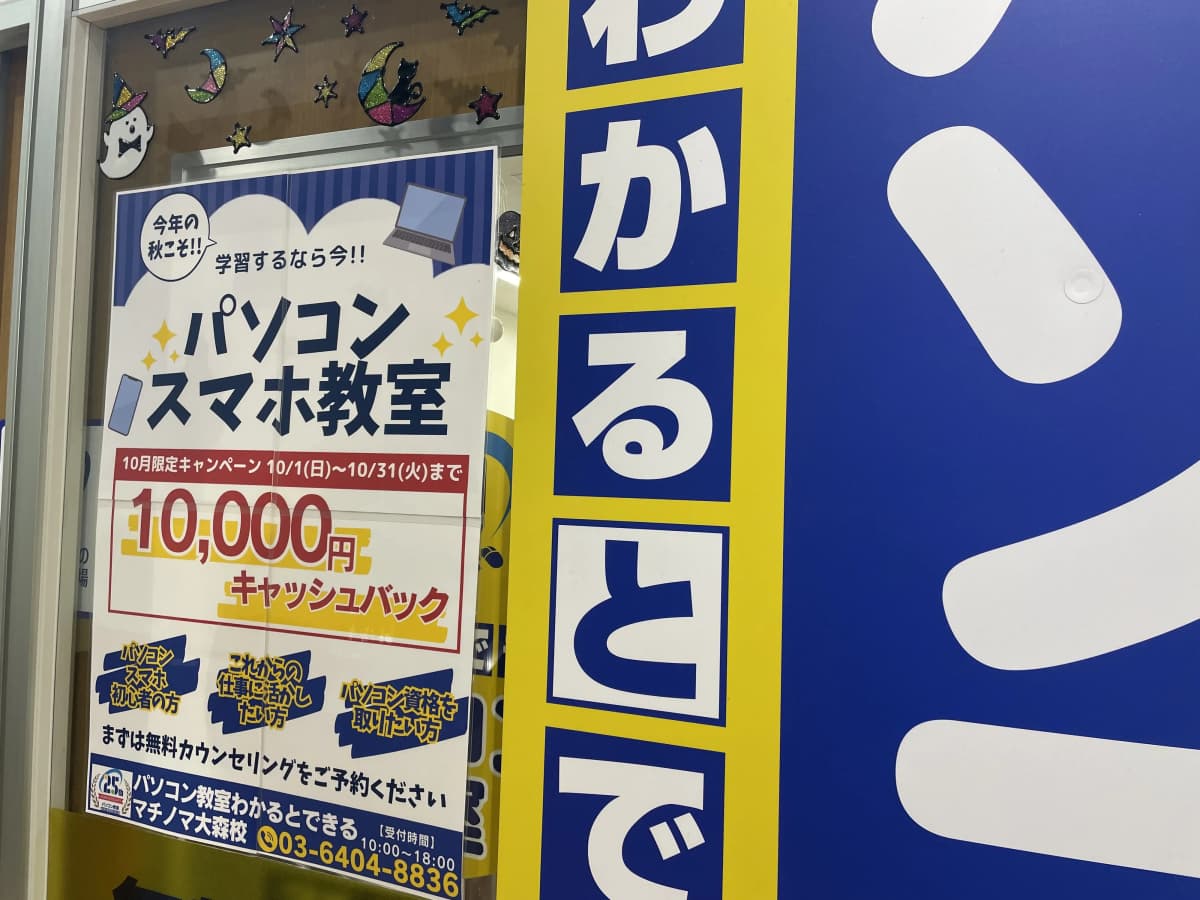 今年の
秋こそ!!
学習するなら今!!
パソコン
スマホ教室
10月限定キャンペーン 10/1(日)～10/31(火)まで
10,000円
キャッシュバック
パソコン
スマホ
初心者の方
これからの
仕事に活かし
たい方
パソコン資格を
取りたい方
まずは無料カウンセリングをご予約ください
25th
パソコン教室わかるとできる
マチノマ大森校
【受付時間】
10:00～18:00
03-6404-8836
わ
か
る
と
で